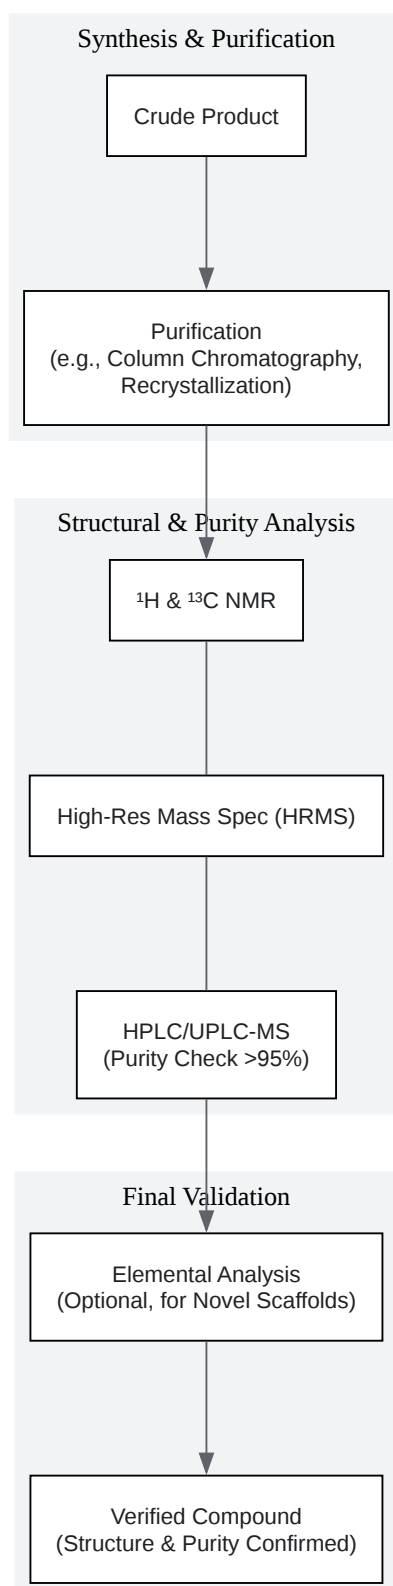 Synthesis & Purification
Crude Product
Purification
(e.g., Column Chromatography,
Recrystallization)
Structural & Purity Analysis
¹H & ¹³C NMR
High-Res Mass Spec (HRMS)
HPLC/UPLC-MS
(Purity Check >95%)
Final Validation
Elemental Analysis
(Optional, for Novel Scaffolds)
Verified Compound
(Structure & Purity Confirmed)